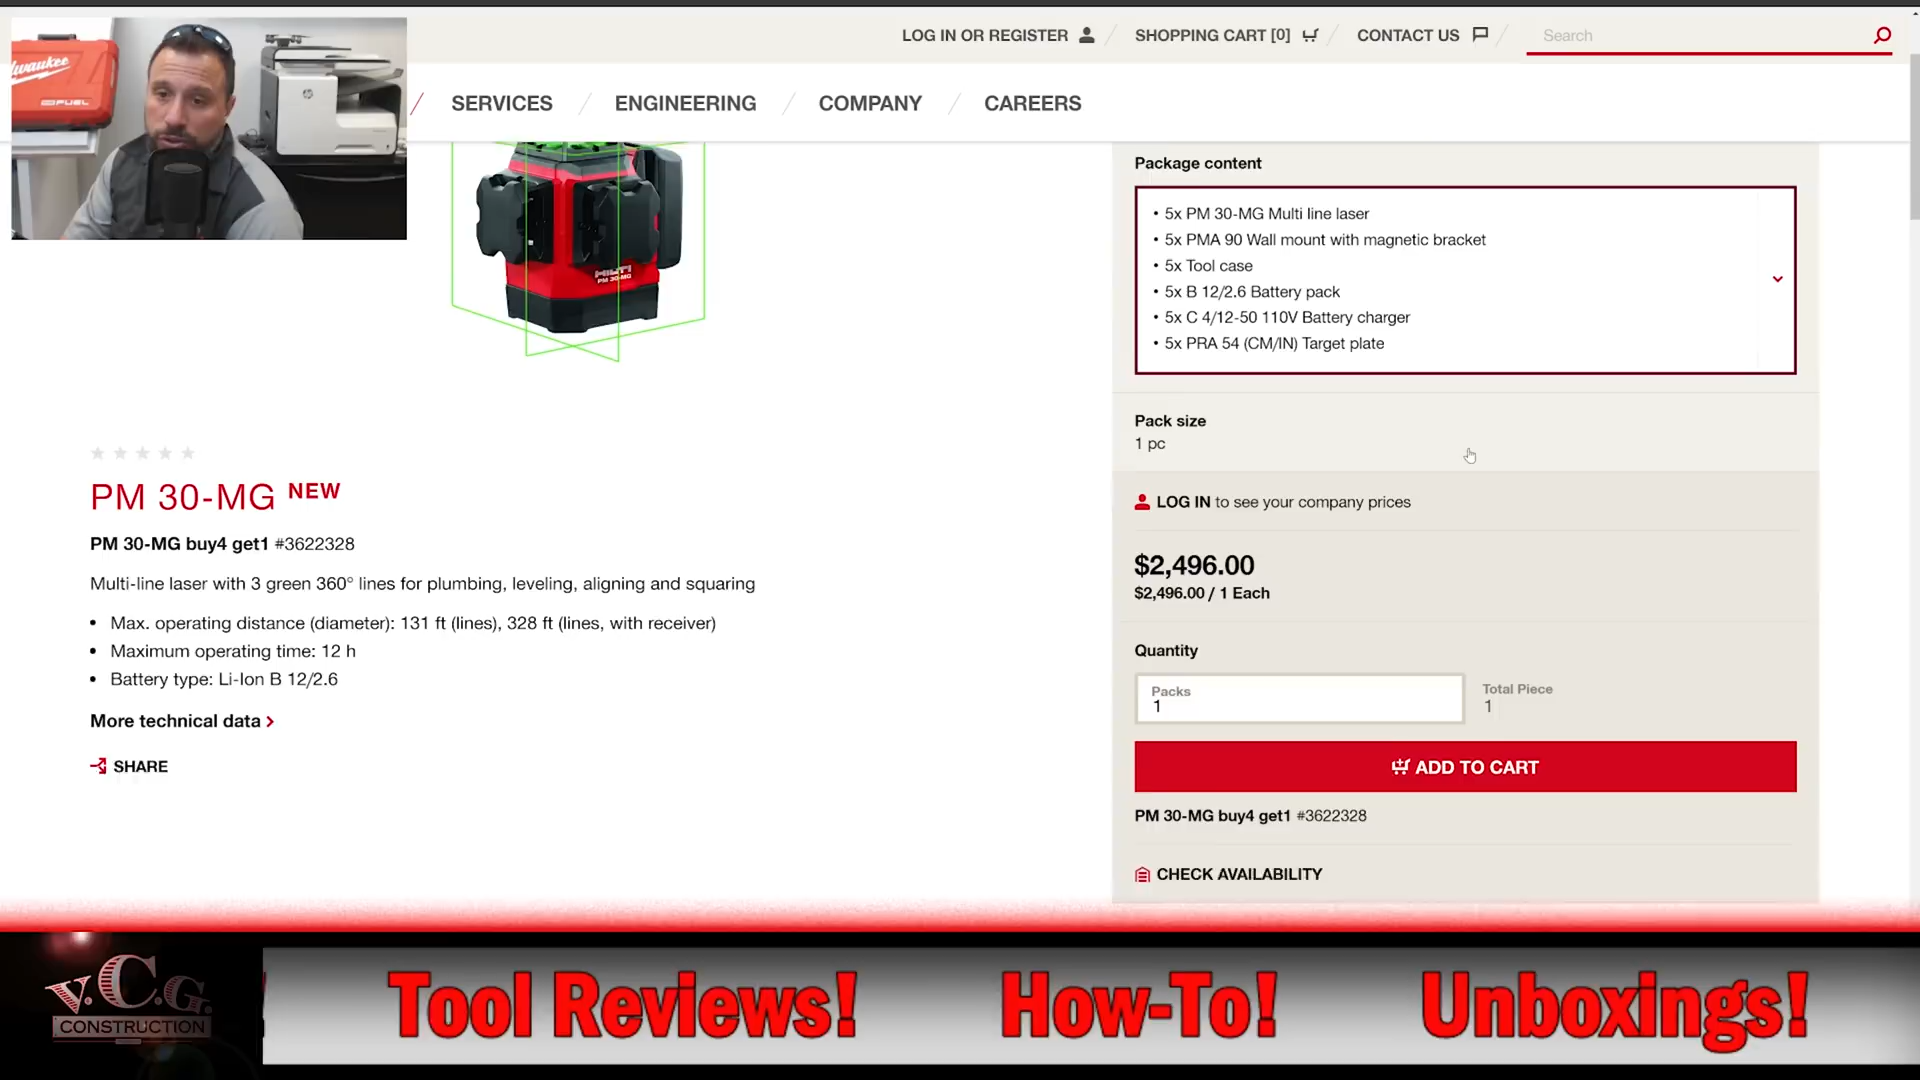 LOG IN OR REGISTER
SHOPPING CART [0]
CONTACT US
Search
SERVICES
ENGINEERING
COMPANY
CAREERS
FUEL
HILTI
PM 30-MG
Package content
• 5x PM 30-MG Multi line laser
• 5x PMA 90 Wall mount with magnetic bracket
• 5x Tool case
• 5x B 12/2.6 Battery pack
• 5x C 4/12-50 110V Battery charger
• 5x PRA 54 (CM/IN) Target plate
Pack size
1 pc
LOG IN to see your company prices
$2,496.00
$2,496.00 / 1 Each
Quantity
Packs
1
Total Piece
1
ADD TO CART
PM 30-MG buy4 get1 #3622328
CHECK AVAILABILITY
PM 30-MG NEW
PM 30-MG buy4 get1 #3622328
Multi-line laser with 3 green 360° lines for plumbing, leveling, aligning and squaring
• Max. operating distance (diameter): 131 ft (lines), 328 ft (lines, with receiver)
• Maximum operating time: 12 h
• Battery type: Li-Ion B 12/2.6
More technical data
SHARE
V.C.G.
CONSTRUCTION
Tool Reviews! How-To! Unboxings!